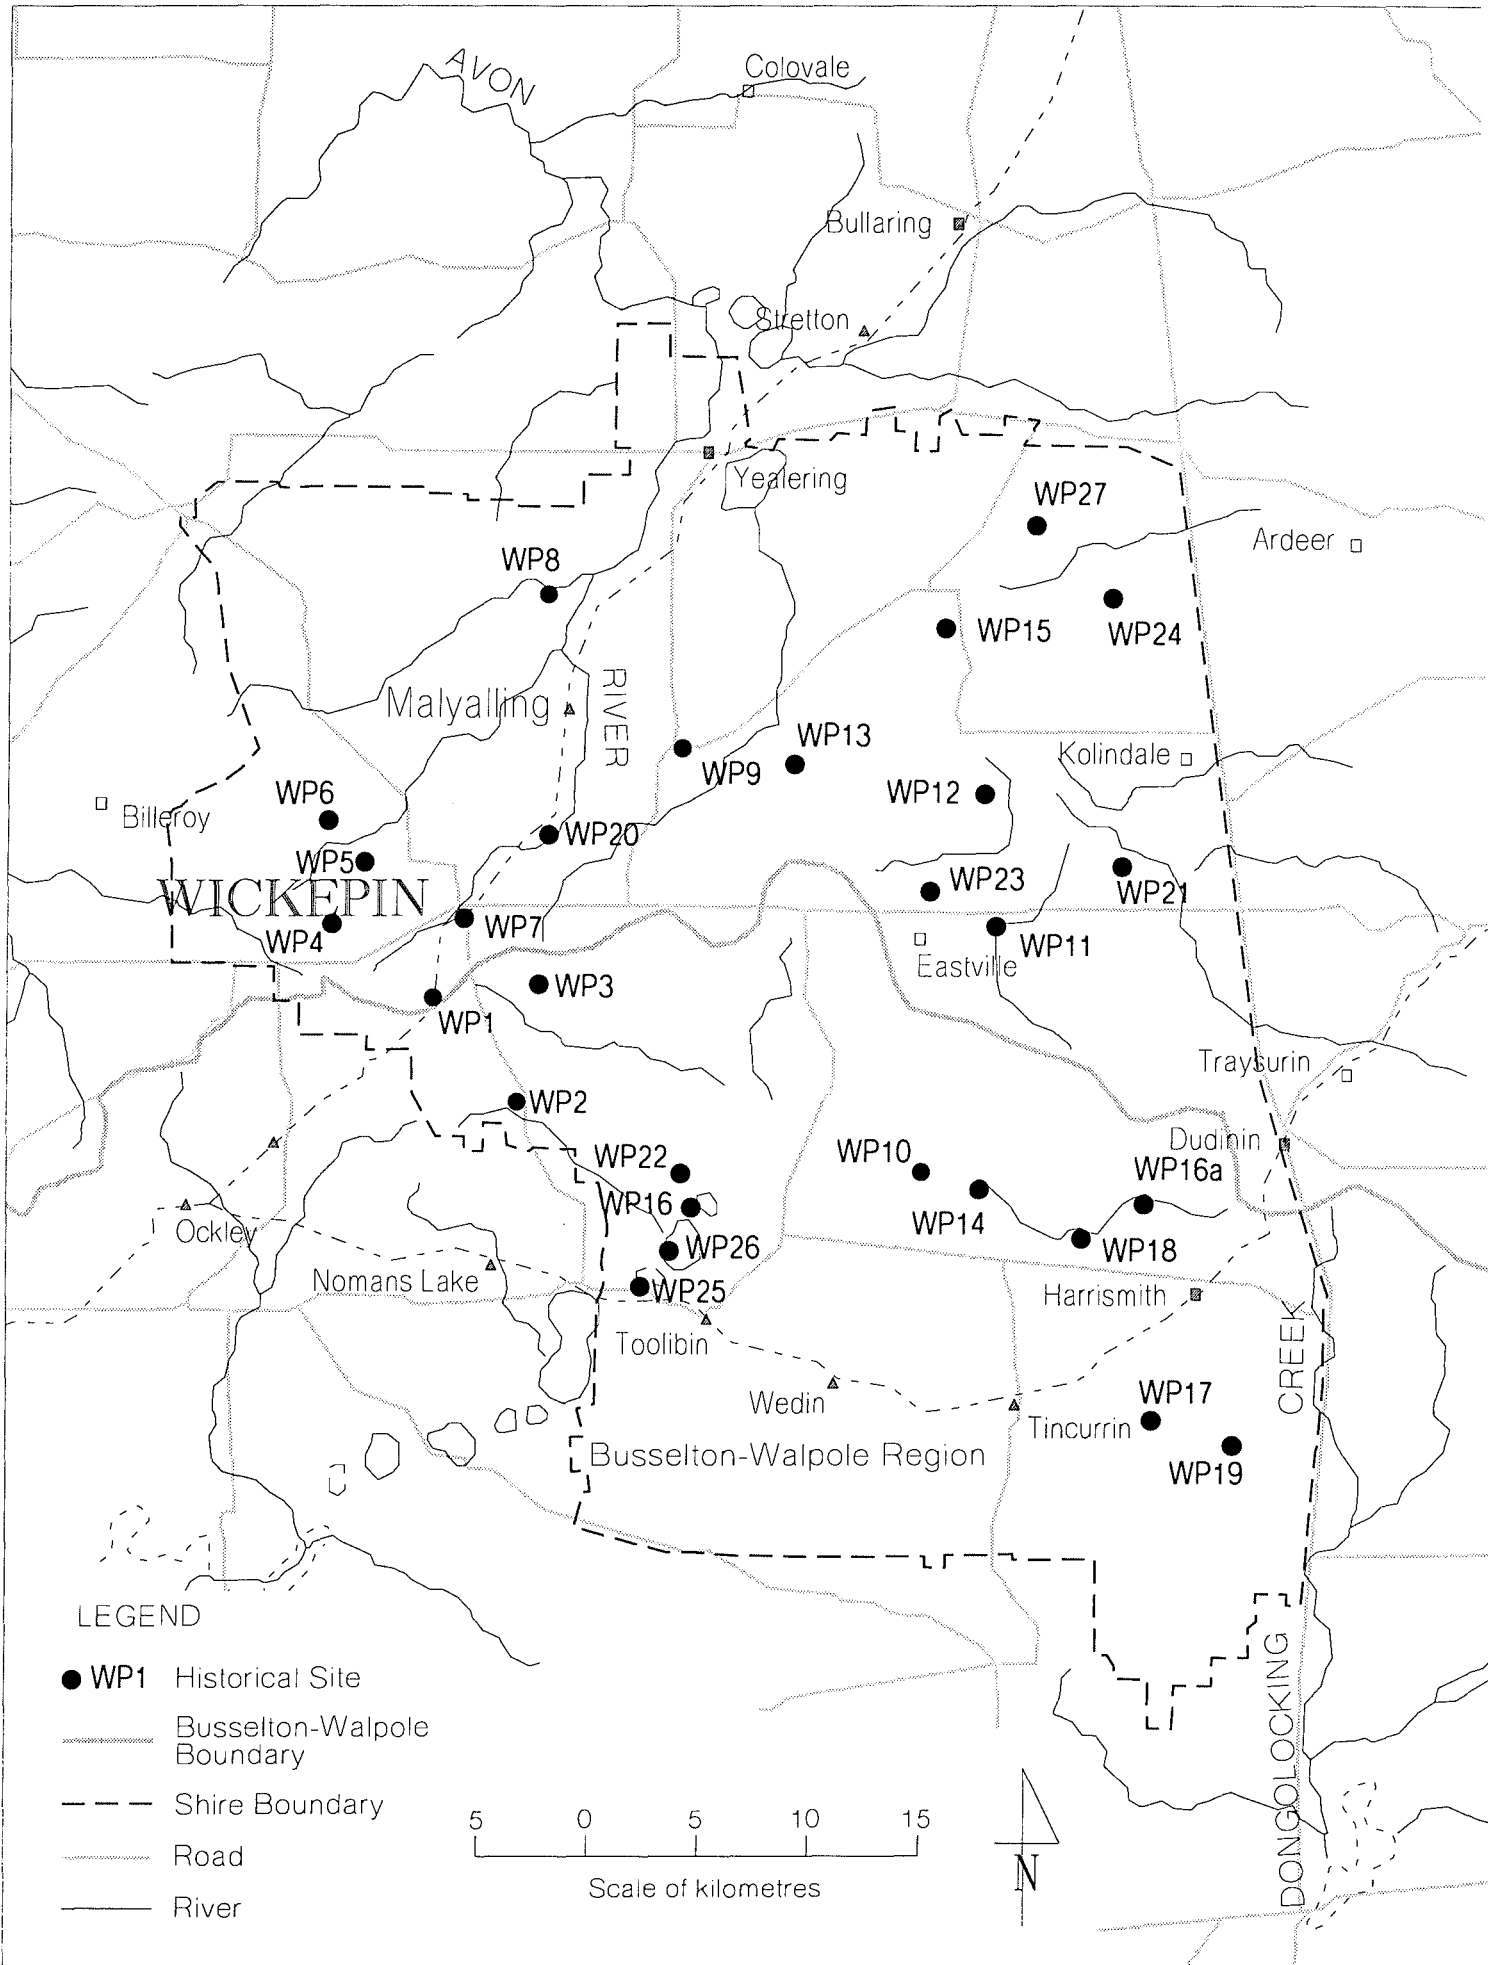 AVON
Colovale
Bullaring
Stretton
Yealering
WP27
Ardeer
WP8
WP15
WP24
RIVER
Malyalling
WP13
WP9
Kolindale
WP12
WP6
Billeroy
WP20
WP5
WICKEPIN
WP23
WP21
WP7
WP4
WP11
Eastville
WP3
WP1
Traysurin
WP2
Dudinin
WP22
WP10
WP16a
WP16
WP14
Ockley
WP26
WP18
Nomans Lake
WP25
Harrismith
Toolibin
CREEK
Wedin
WP17
Tincurrin
Busselton-Walpole Region
WP19
DONGOLOCKING
LEGEND
WP1 Historical Site
Busselton-Walpole
Boundary
Shire Boundary
Road
River
5 0 5 10 15
Scale of kilometres
N